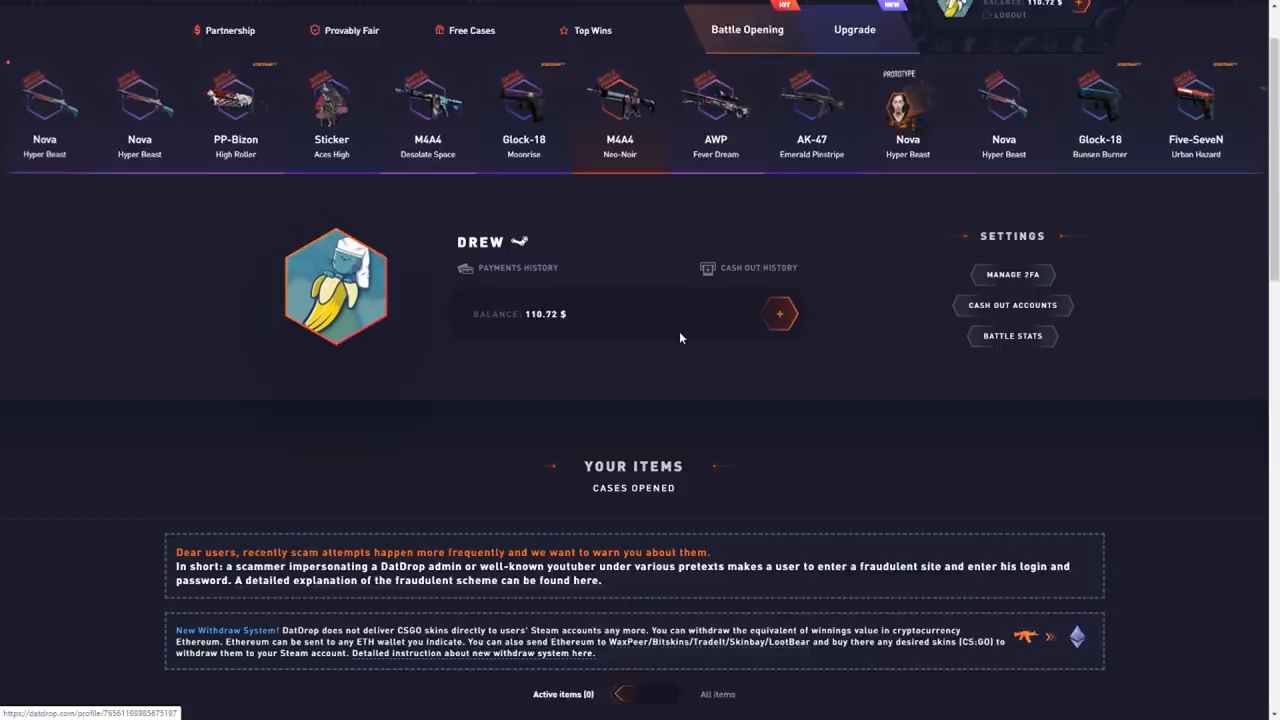 BALANCE: 110.72 $
LOGOUT
Partnership
Provably Fair
Free Cases
Top Wins
HIT
Battle Opening
NEW
Upgrade
PROTOTYPE
Nova
Hyper Beast
Nova
Hyper Beast
PP-Bizon
High Roller
Sticker
Aces High
M4A4
Desolate Space
Glock-18
Moonrise
M4A4
Neo-Noir
AWP
Fever Dream
AK-47
Emerald Pinstripe
Nova
Hyper Beast
Nova
Hyper Beast
Glock-18
Bunsen Burner
Five-SeveN
Urban Hazard
DREW
PAYMENTS HISTORY
CASH OUT HISTORY
BALANCE: 110.72 $
+
SETTINGS
MANAGE 2FA
CASH OUT ACCOUNTS
BATTLE STATS
YOUR ITEMS
CASES OPENED
Dear users, recently scam attempts happen more frequently and we want to warn you about them.
In short: a scammer impersonating a DatDrop admin or well-known youtuber under various pretexts makes a user to enter a fraudulent site and enter his login and
password. A detailed explanation of the fraudulent scheme can be found here.
New Withdraw System! DatDrop does not deliver CSGO skins directly to users' Steam accounts any more. You can withdraw the equivalent of winnings value in cryptocurrency
Ethereum. Ethereum can be sent to any ETH wallet you indicate. You can also send Ethereum to WaxPeer/Bitskins/TradeIt/Skinbay/LootBear and buy there any desired skins (CS:GO) to
withdraw them to your Steam account. Detailed instruction about new withdraw system here.
Active items (0)
All items
https://datdrop.com/profile/76561198985675197